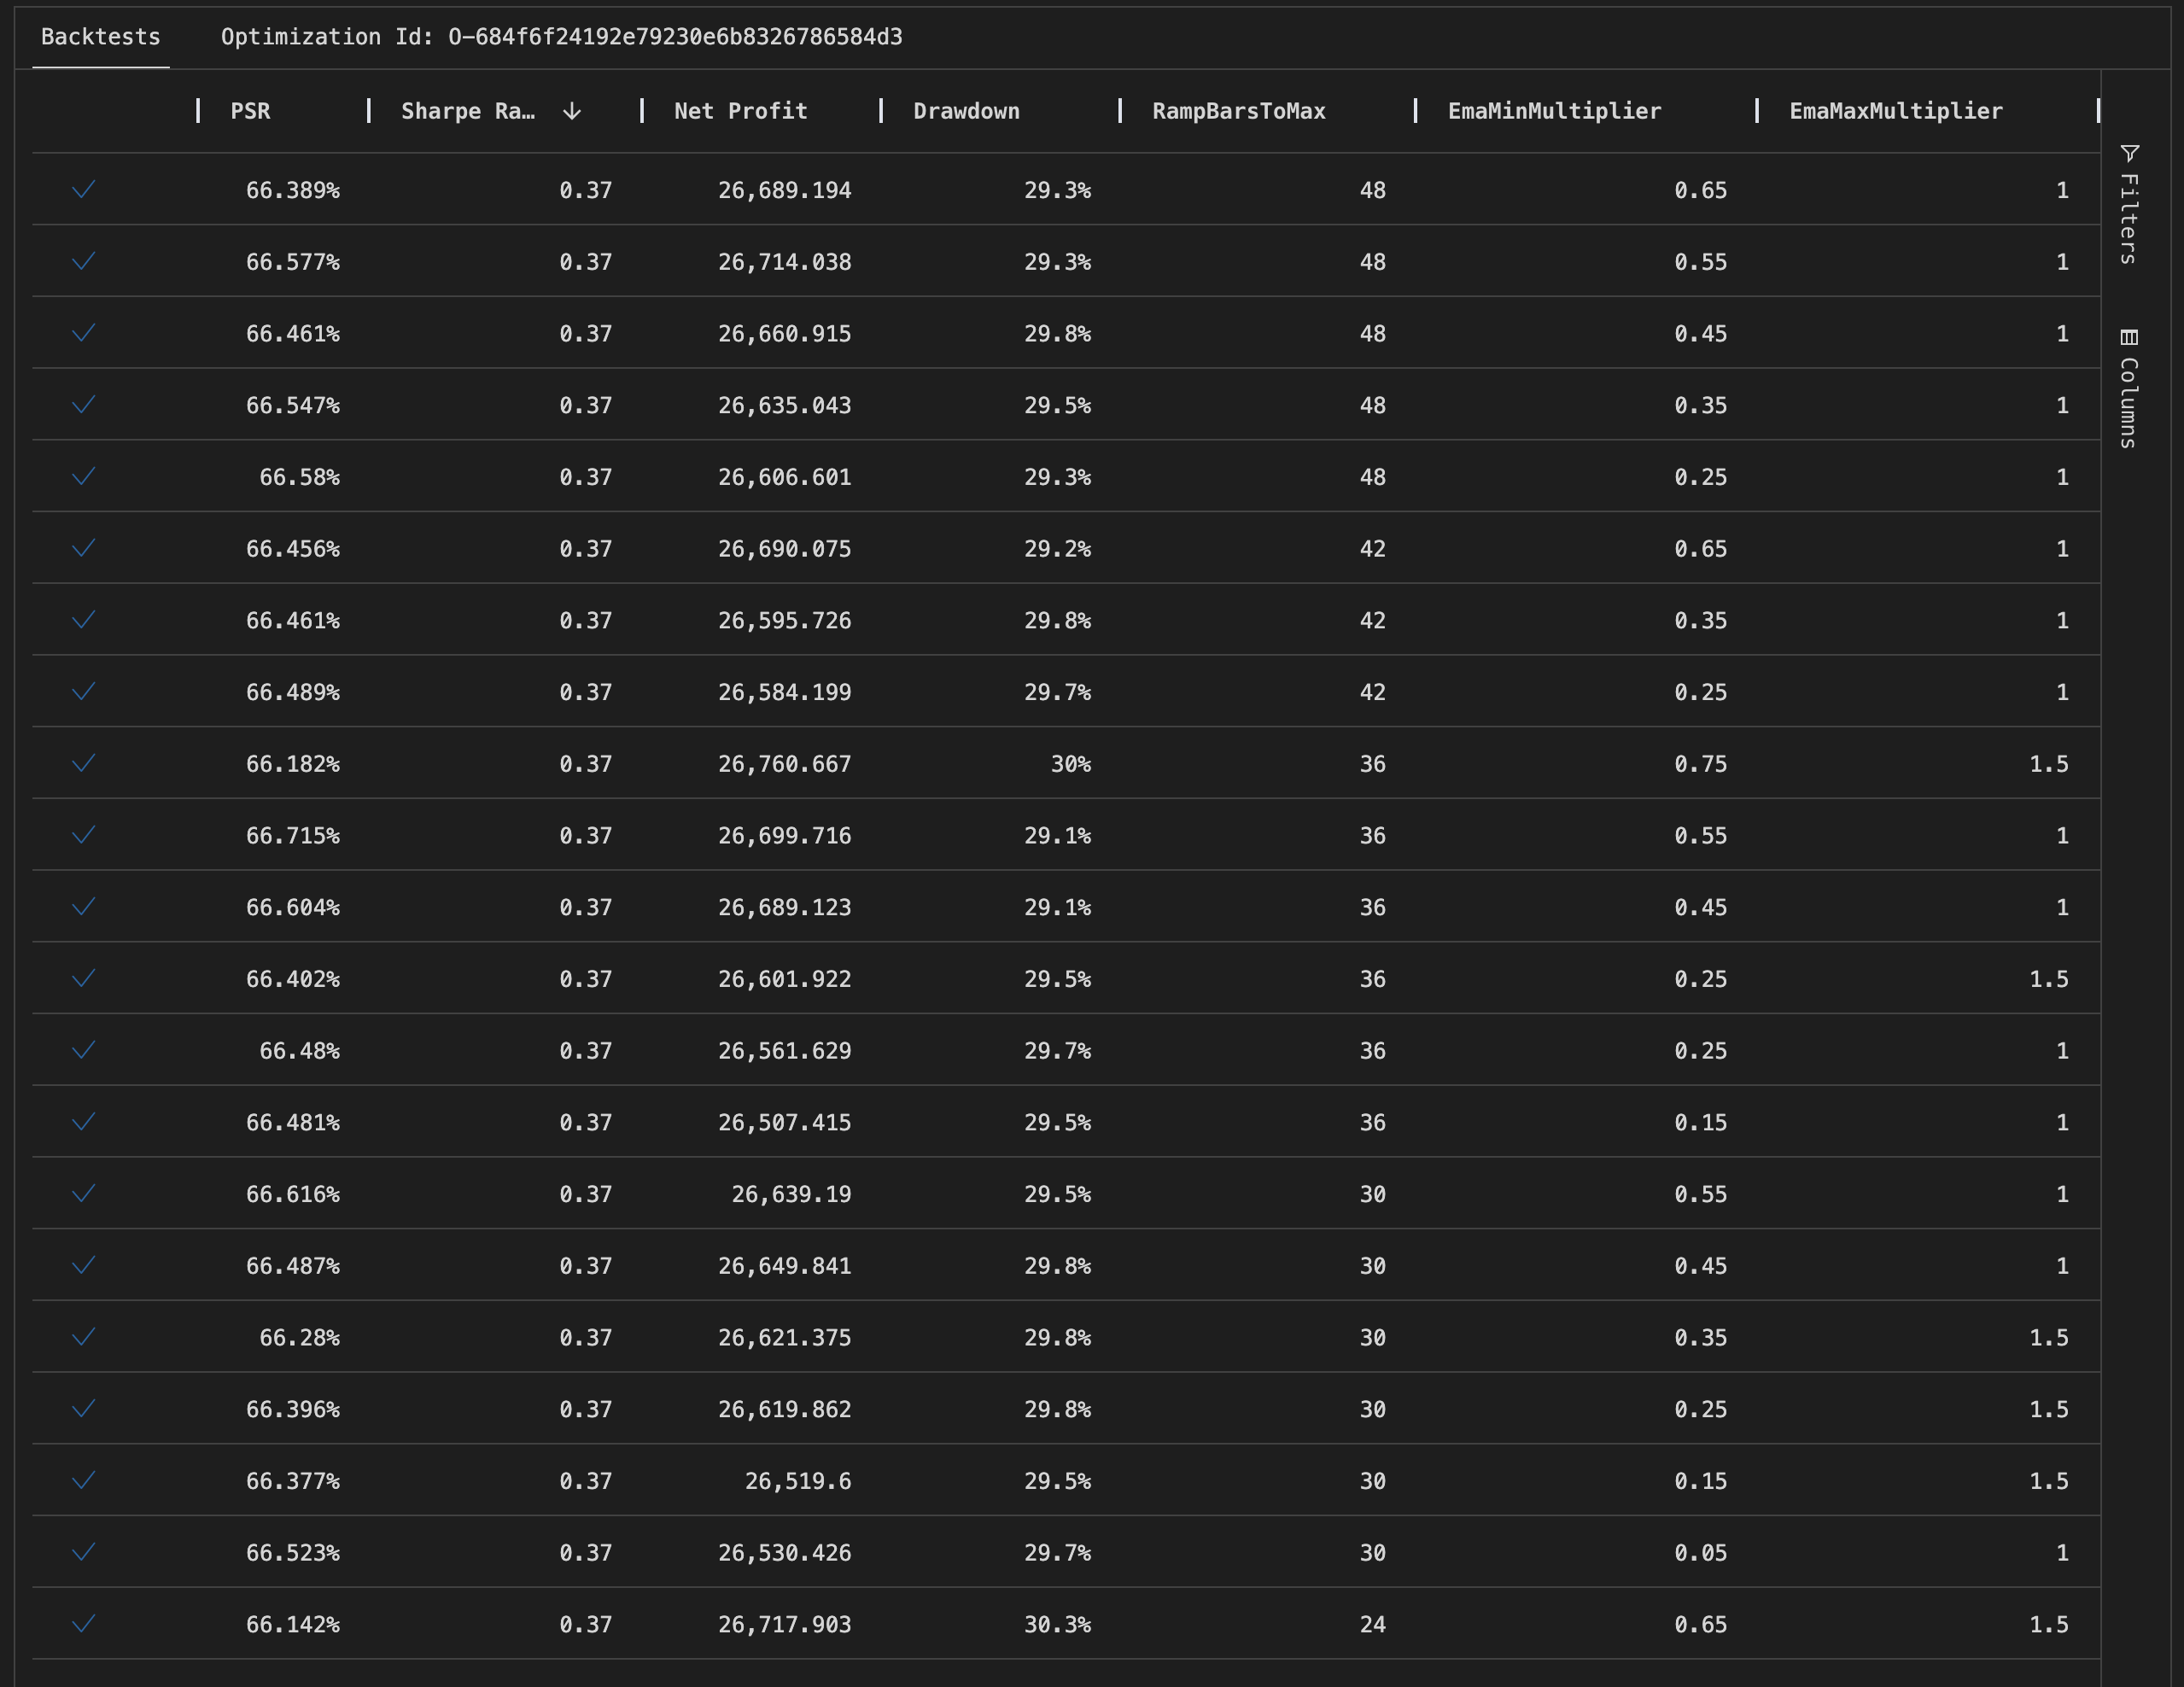 Backtests Optimization Id: O-684f6f24192e79230e6b8326786584d3
PSR Sharpe Ra… Net Profit Drawdown RampBarsToMax EmaMinMultiplier EmaMaxMultiplier
66.389% 0.37 26,689.194 29.3% 48 0.65 1
66.577% 0.37 26,714.038 29.3% 48 0.55 1
66.461% 0.37 26,660.915 29.8% 48 0.45 1
66.547% 0.37 26,635.043 29.5% 48 0.35 1
66.58% 0.37 26,606.601 29.3% 48 0.25 1
66.456% 0.37 26,690.075 29.2% 42 0.65 1
66.461% 0.37 26,595.726 29.8% 42 0.35 1
66.489% 0.37 26,584.199 29.7% 42 0.25 1
66.182% 0.37 26,760.667 30% 36 0.75 1.5
66.715% 0.37 26,699.716 29.1% 36 0.55 1
66.604% 0.37 26,689.123 29.1% 36 0.45 1
66.402% 0.37 26,601.922 29.5% 36 0.25 1.5
66.48% 0.37 26,561.629 29.7% 36 0.25 1
66.481% 0.37 26,507.415 29.5% 36 0.15 1
66.616% 0.37 26,639.19 29.5% 30 0.55 1
66.487% 0.37 26,649.841 29.8% 30 0.45 1
66.28% 0.37 26,621.375 29.8% 30 0.35 1.5
66.396% 0.37 26,619.862 29.8% 30 0.25 1.5
66.377% 0.37 26,519.6 29.5% 30 0.15 1.5
66.523% 0.37 26,530.426 29.7% 30 0.05 1
66.142% 0.37 26,717.903 30.3% 24 0.65 1.5
Filters
Columns